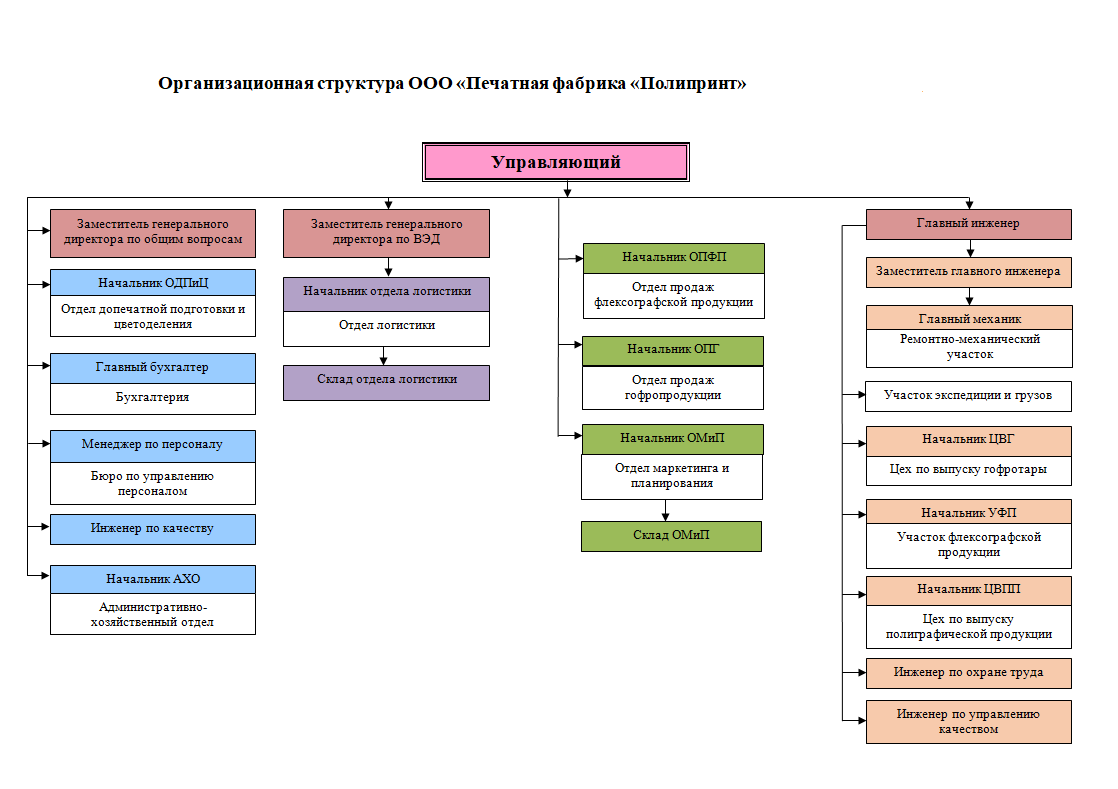 Организационная структура ООО «Печатная фабрика «Полипринт»
Управляющий
Заместитель генерального
директора по общим вопросам
Начальник ОДПиЦ
Отдел допечатной подготовки и
цветоделения
Главный бухгалтер
Бухгалтерия
Менеджер по персоналу
Бюро по управлению
персоналом
Инженер по качеству
Начальник АХО
Административно-
хозяйственный отдел
Заместитель генерального
директора по ВЭД
Начальник отдела логистики
Отдел логистики
Склад отдела логистики
Начальник ОПФП
Отдел продаж
флексографской продукции
Начальник ОПГ
Отдел продаж
гофропродукции
Начальник ОМиП
Отдел маркетинга и
планирования
Склад ОМиП
Главный инженер
Заместитель главного инженера
Главный механик
Ремонтно-механический
участок
Участок экспедиции и грузов
Начальник ЦВГ
Цех по выпуску гофротары
Начальник УФП
Участок флексографской
продукции
Начальник ЦВПП
Цех по выпуску
полиграфической продукции
Инженер по охране труда
Инженер по управлению
качеством